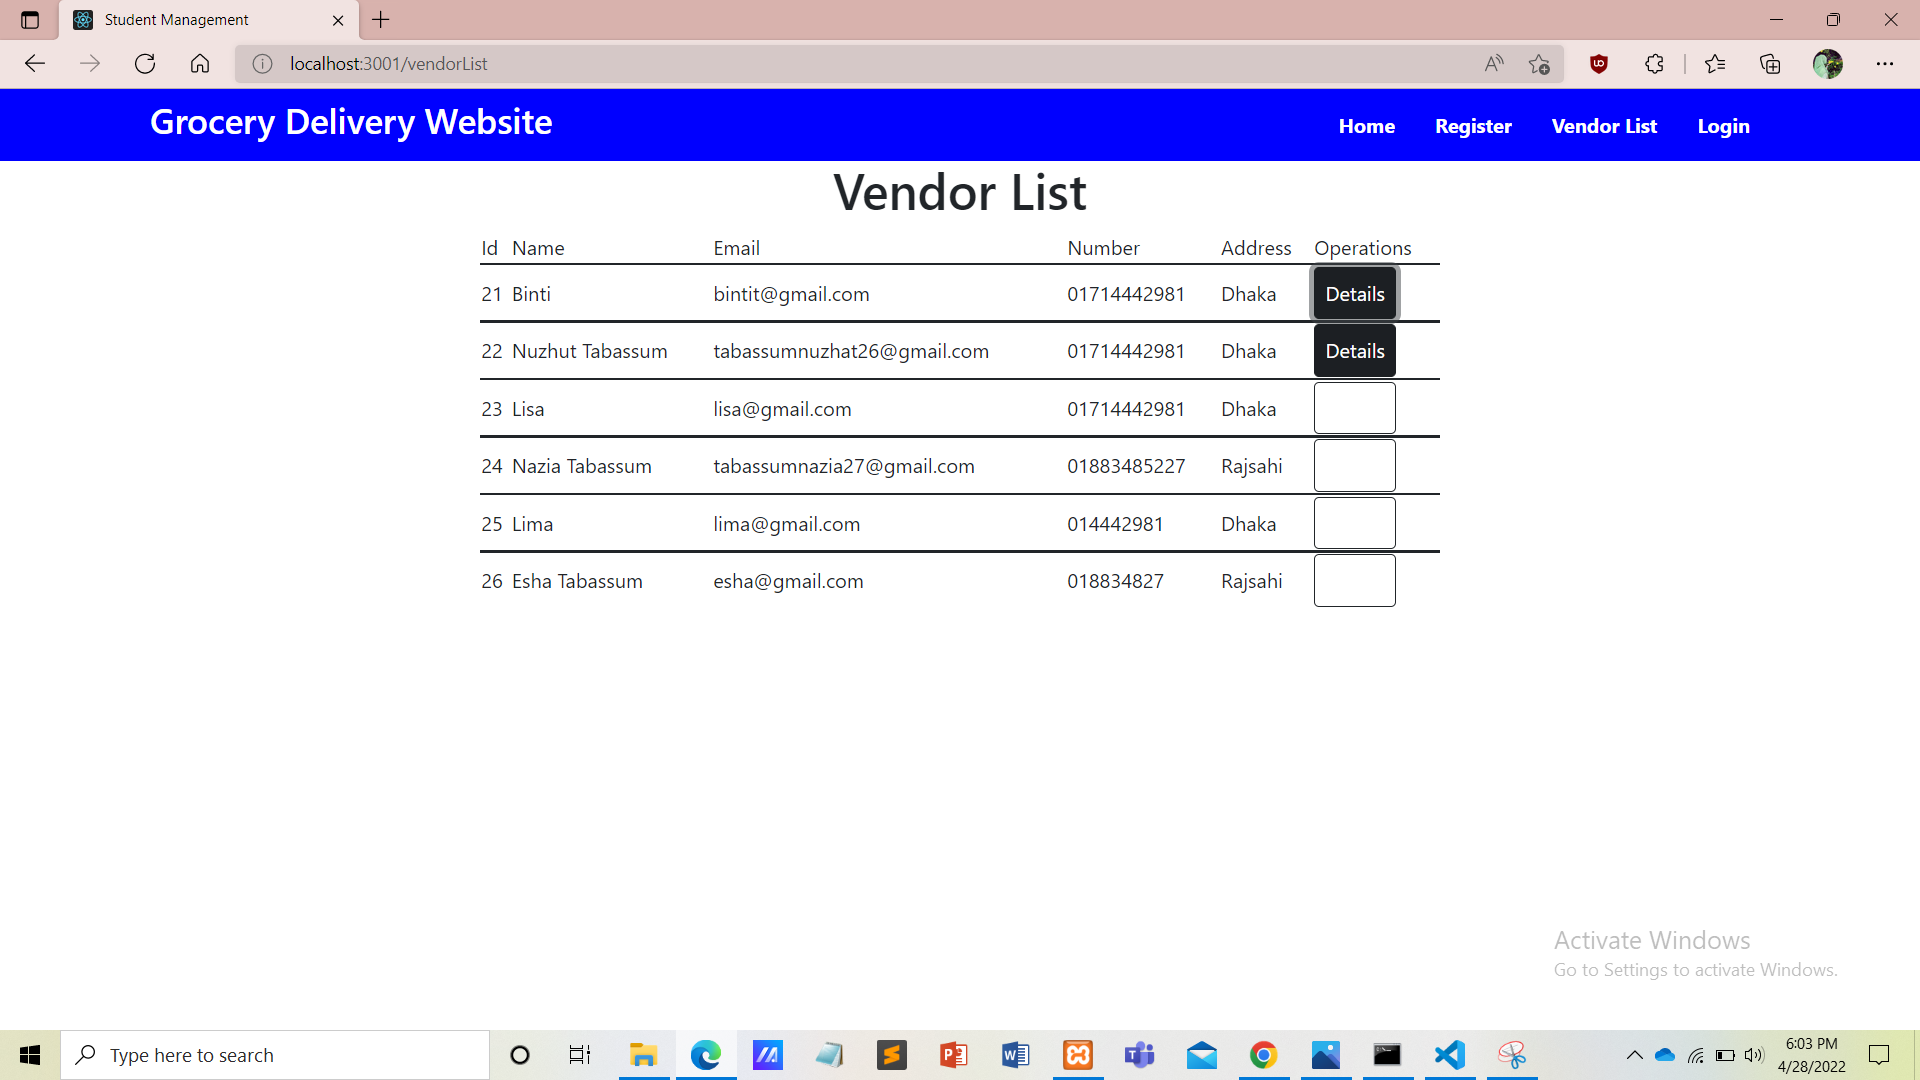 Student Management
localhost:3001/vendorList
Grocery Delivery Website
Home Register Vendor List Login
Vendor List
Id Name Email Number Address Operations
21 Binti bintit@gmail.com 01714442981 Dhaka Details
22 Nuzhut Tabassum tabassumnuzhat26@gmail.com 01714442981 Dhaka Details
23 Lisa lisa@gmail.com 01714442981 Dhaka
24 Nazia Tabassum tabassumnazia27@gmail.com 01883485227 Rajsahi
25 Lima lima@gmail.com 014442981 Dhaka
26 Esha Tabassum esha@gmail.com 018834827 Rajsahi
Activate Windows
Go to Settings to activate Windows.
Type here to search
6:03 PM
4/28/2022